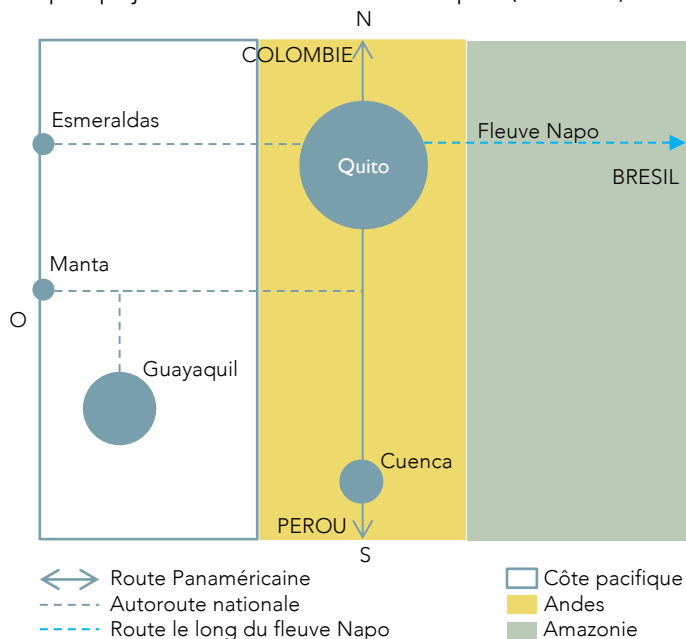 N
COLOMBIE
Esmeraldas
Fleuve Napo
Quito
BRESIL
Manta
O
Guayaquil
Cuenca
PEROU
S
Route Panaméricaine
Autoroute nationale
Route le long du fleuve Napo
Côte pacifique
Andes
Amazonie